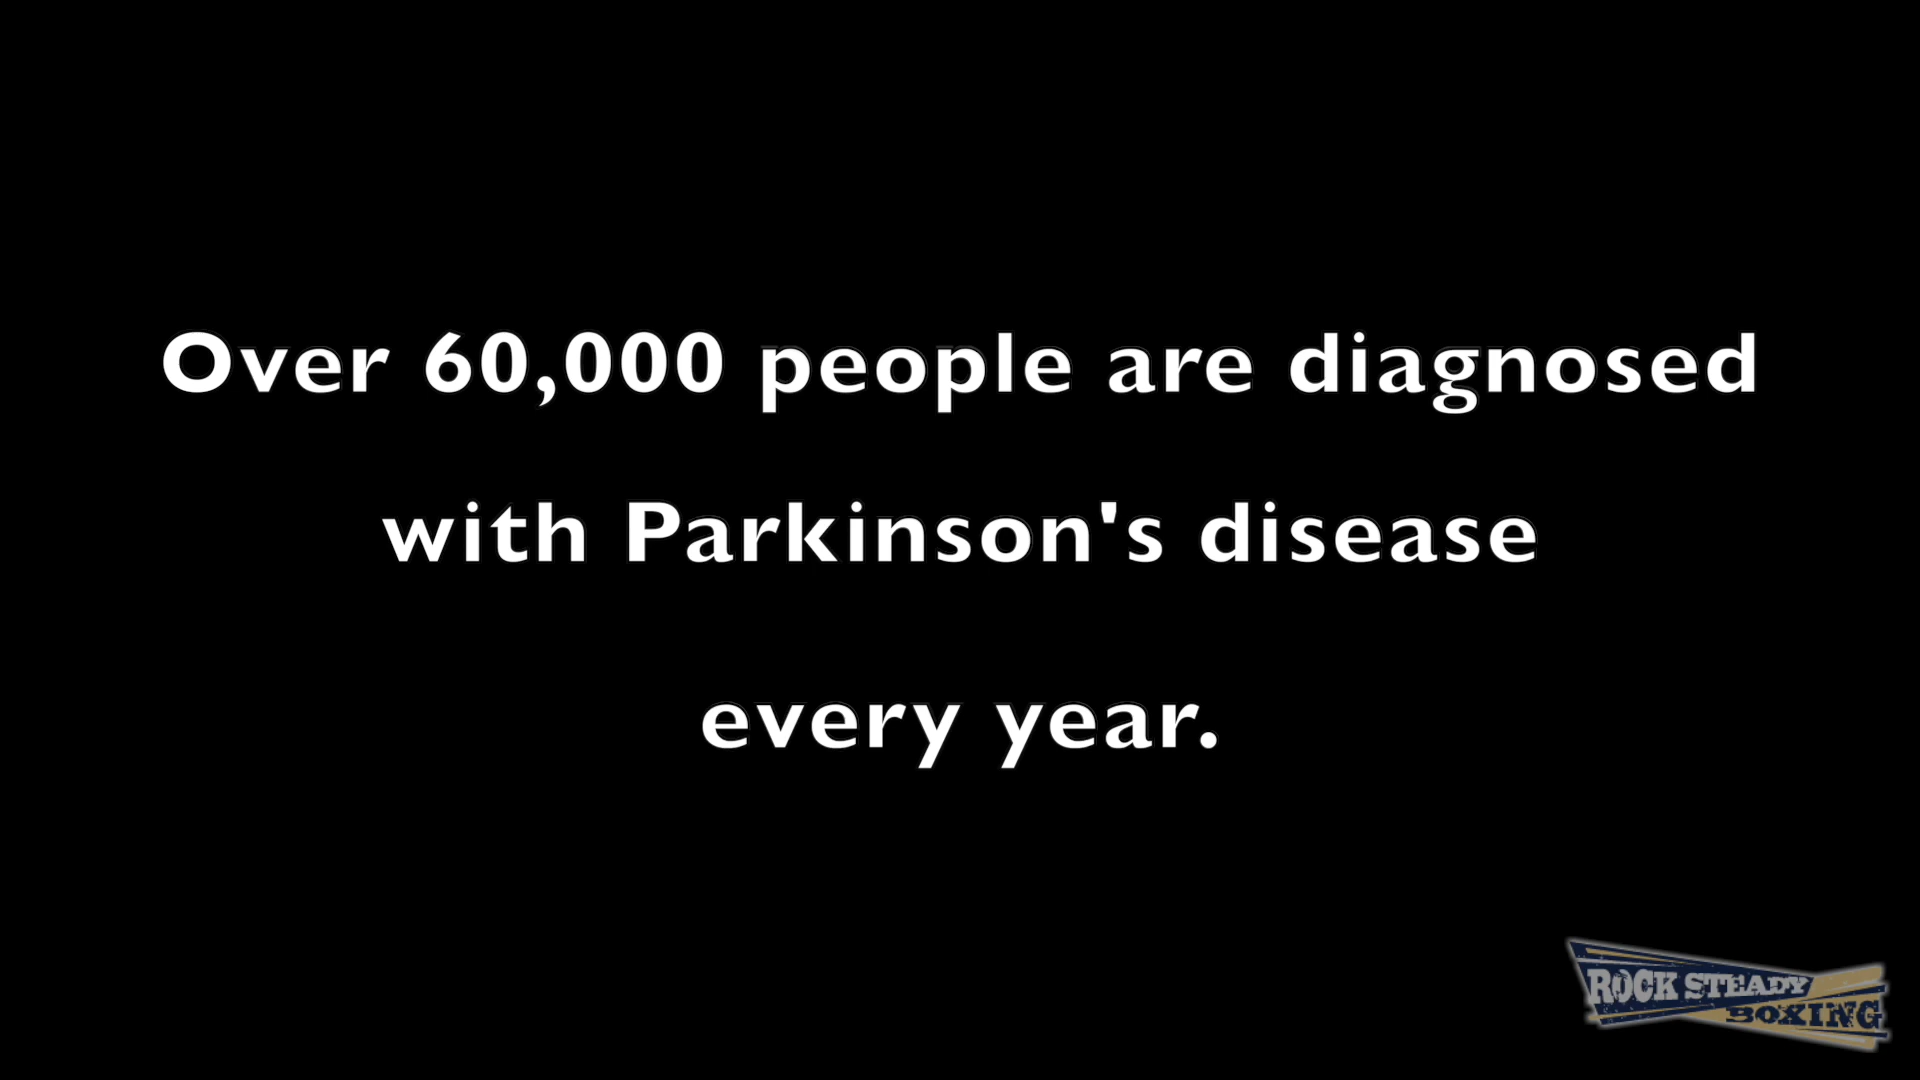 Over 60,000 people are diagnosed
with Parkinson's disease
every year.
ROCK STEADY
BOXING